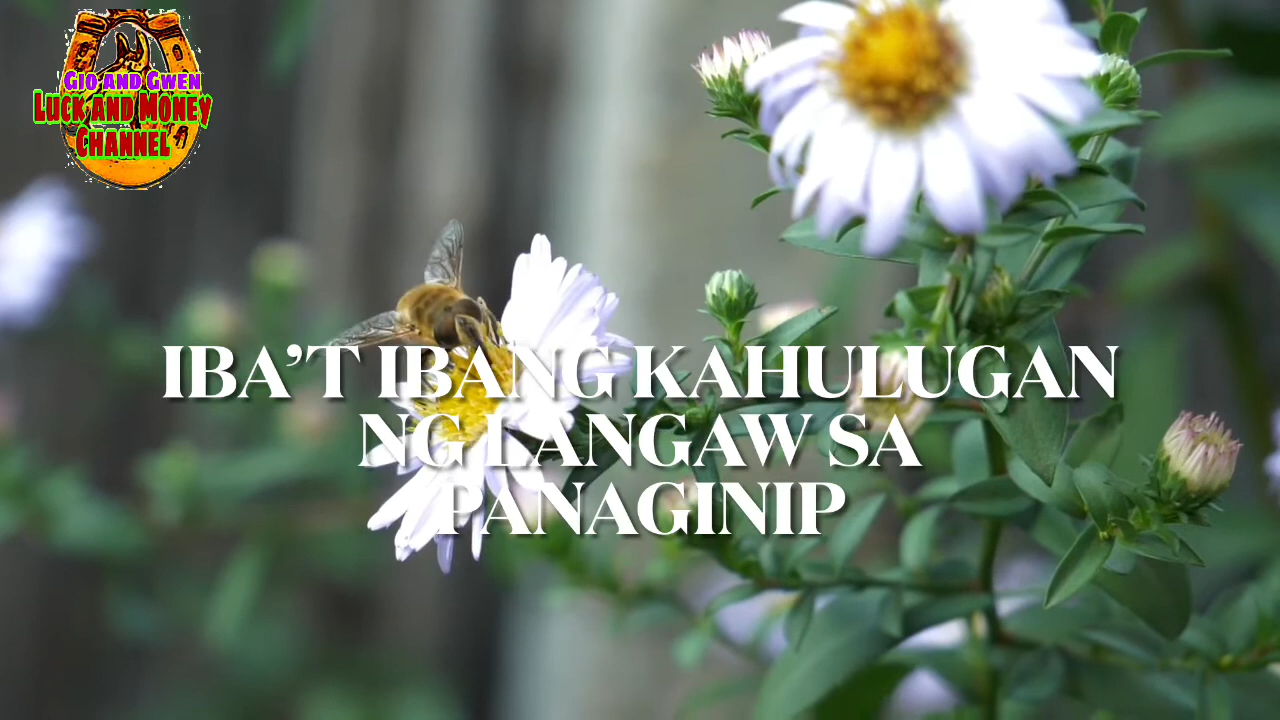 Gio and Gwen
Luck and Money
Channel
IBA’T IBANG KAHULUGAN
NG LANGAW SA
PANAGINIP